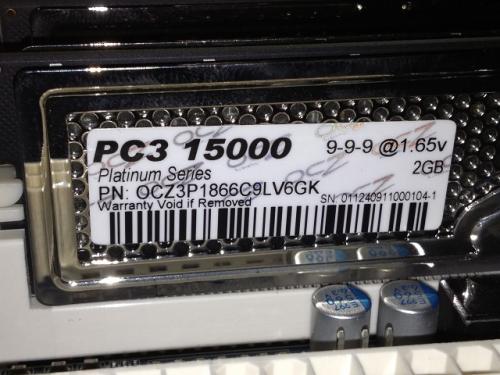 PC3 15000 9-9-9 @1.65v
Platinum Series 2GB
PN: OCZ3P1866C9LV6GK
Warranty Void if Removed SN: 011240911000104-1
OCZ